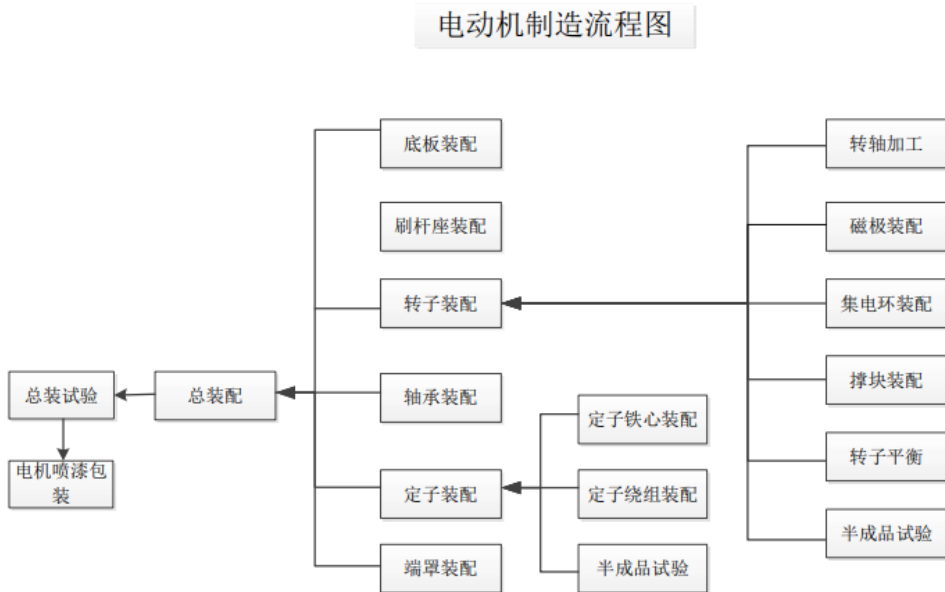 电动机制造流程图
底板装配
转轴加工
刷杆座装配
磁极装配
转子装配
集电环装配
总装试验
总装配
轴承装配
撑块装配
定子铁心装配
转子平衡
电机喷漆包
装
定子装配
定子绕组装配
半成品试验
端罩装配
半成品试验